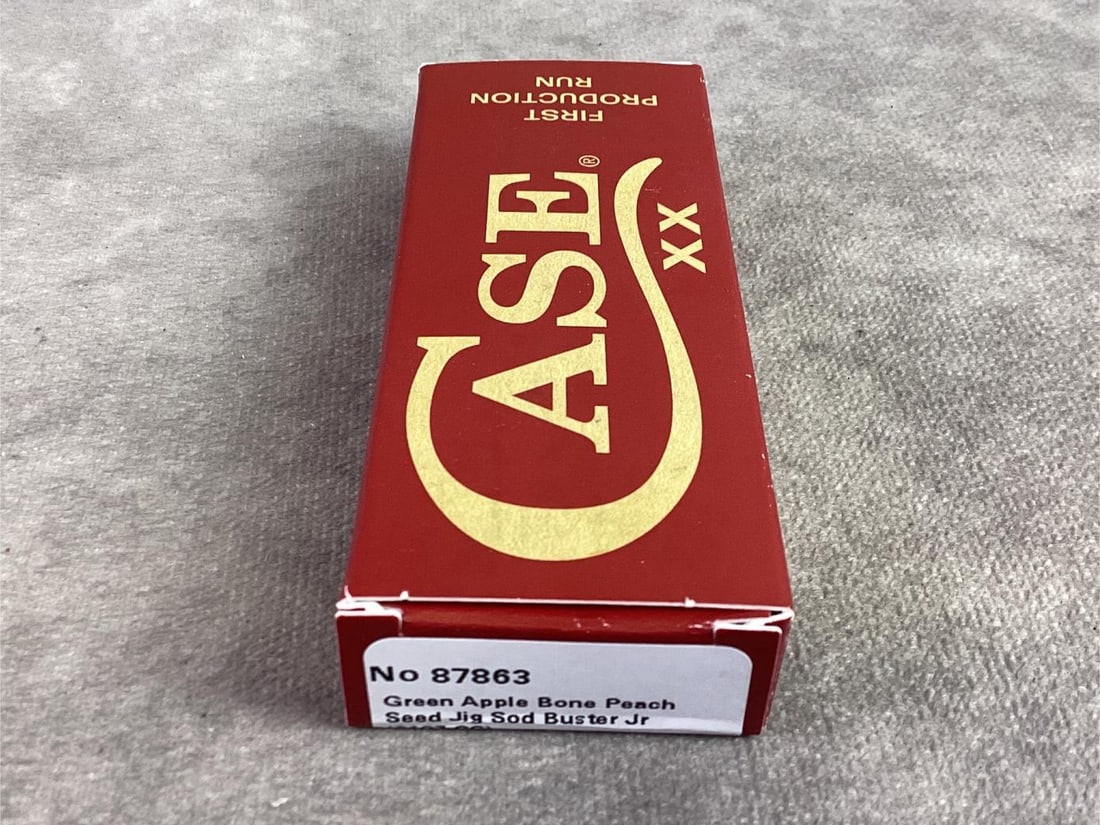 FIRST
PRODUCTION
RUN
CASE®
XX
No 87863
Green Apple Bone Peach
Seed Jig Sod Buster Jr